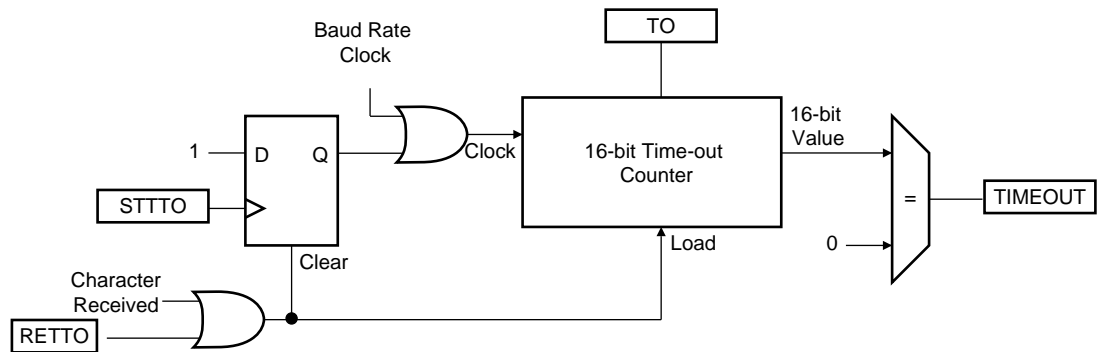 TO
Baud Rate
Clock
1
D
Q
STTTO
Clear
Clock
16-bit Time-out
Counter
16-bit
Value
Load
=
0
TIMEOUT
Character
Received
RETTO